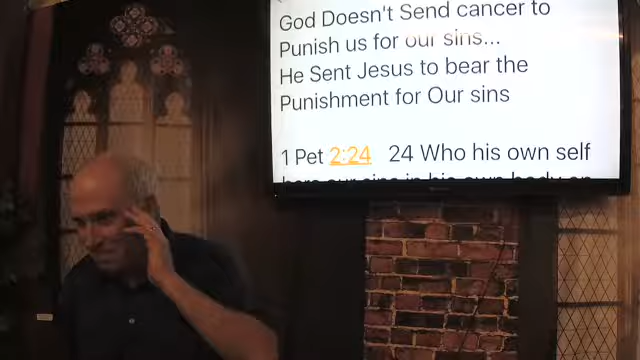 God Doesn't Send cancer to
Punish us for our sins...
He Sent Jesus to bear the
Punishment for Our sins
1 Pet 2:24 24 Who his own self